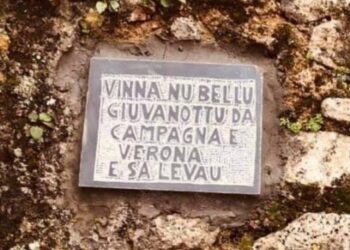 VINNA NU BELLU
GIUVANOTTU DA
CAMPAGNA E
VERONA
E SA LEVAU